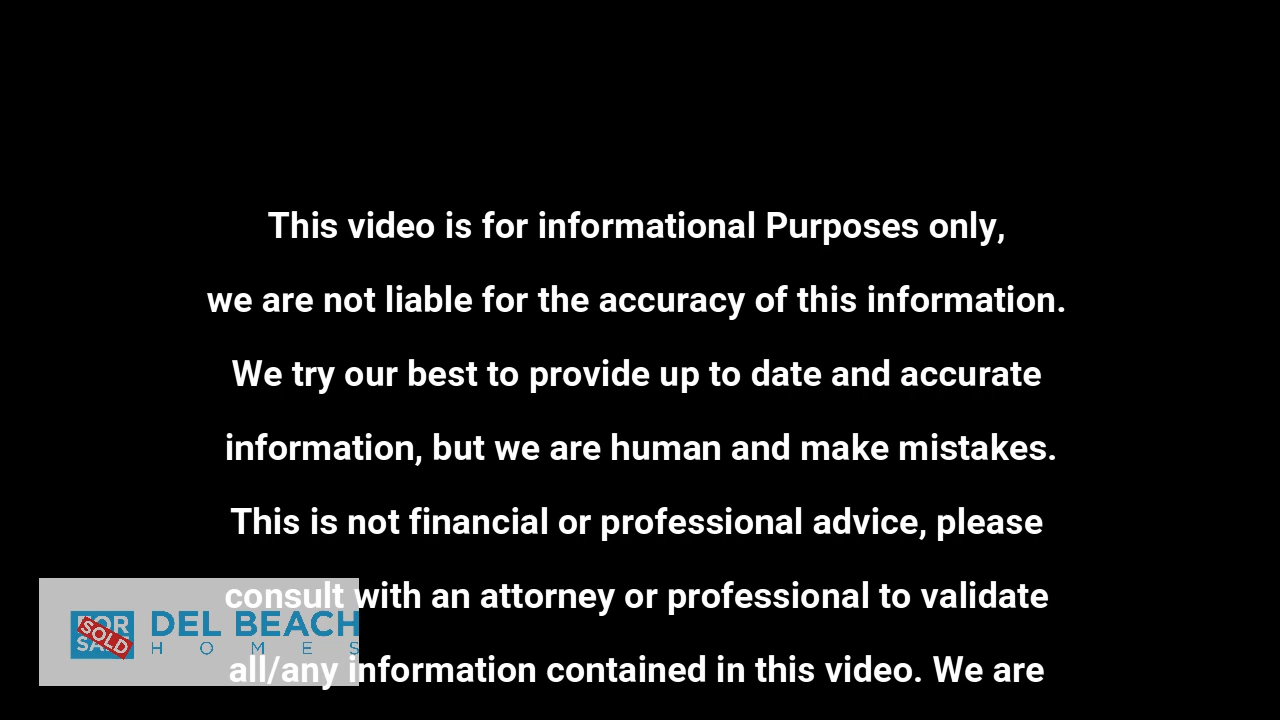 This video is for informational Purposes only,
we are not liable for the accuracy of this information.
We try our best to provide up to date and accurate
information, but we are human and make mistakes.
This is not financial or professional advice, please
consult with an attorney or professional to validate
all/any information contained in this video. We are
FOR
SALE
SOLD
DEL BEACH
HOMES